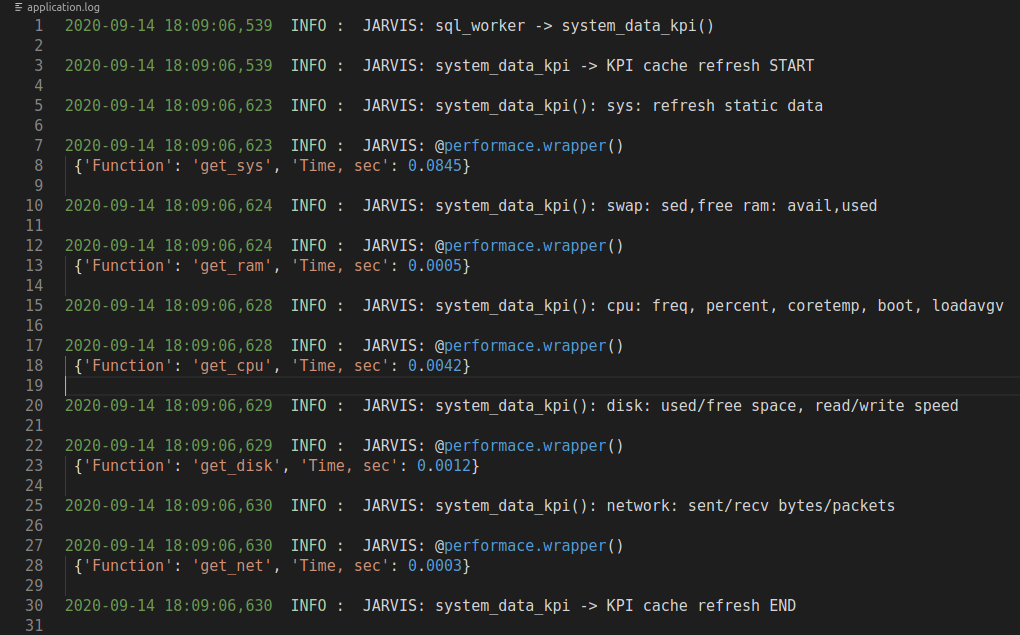 application.log
1 2020-09-14 18:09:06,539 INFO : JARVIS: sql_worker -> system_data_kpi()
2
3 2020-09-14 18:09:06,539 INFO : JARVIS: system_data_kpi -> KPI cache refresh START
4
5 2020-09-14 18:09:06,623 INFO : JARVIS: system_data_kpi(): sys: refresh static data
6
7 2020-09-14 18:09:06,623 INFO : JARVIS: @performace.wrapper()
8 {'Function': 'get_sys', 'Time, sec': 0.0845}
9
10 2020-09-14 18:09:06,624 INFO : JARVIS: system_data_kpi(): swap: sed,free ram: avail,used
11
12 2020-09-14 18:09:06,624 INFO : JARVIS: @performace.wrapper()
13 {'Function': 'get_ram', 'Time, sec': 0.0005}
14
15 2020-09-14 18:09:06,628 INFO : JARVIS: system_data_kpi(): cpu: freq, percent, coretemp, boot, loadavgv
16
17 2020-09-14 18:09:06,628 INFO : JARVIS: @performace.wrapper()
18 {'Function': 'get_cpu', 'Time, sec': 0.0042}
19
20 2020-09-14 18:09:06,629 INFO : JARVIS: system_data_kpi(): disk: used/free space, read/write speed
21
22 2020-09-14 18:09:06,629 INFO : JARVIS: @performace.wrapper()
23 {'Function': 'get_disk', 'Time, sec': 0.0012}
24
25 2020-09-14 18:09:06,630 INFO : JARVIS: system_data_kpi(): network: sent/recv bytes/packets
26
27 2020-09-14 18:09:06,630 INFO : JARVIS: @performace.wrapper()
28 {'Function': 'get_net', 'Time, sec': 0.0003}
29
30 2020-09-14 18:09:06,630 INFO : JARVIS: system_data_kpi -> KPI cache refresh END
31